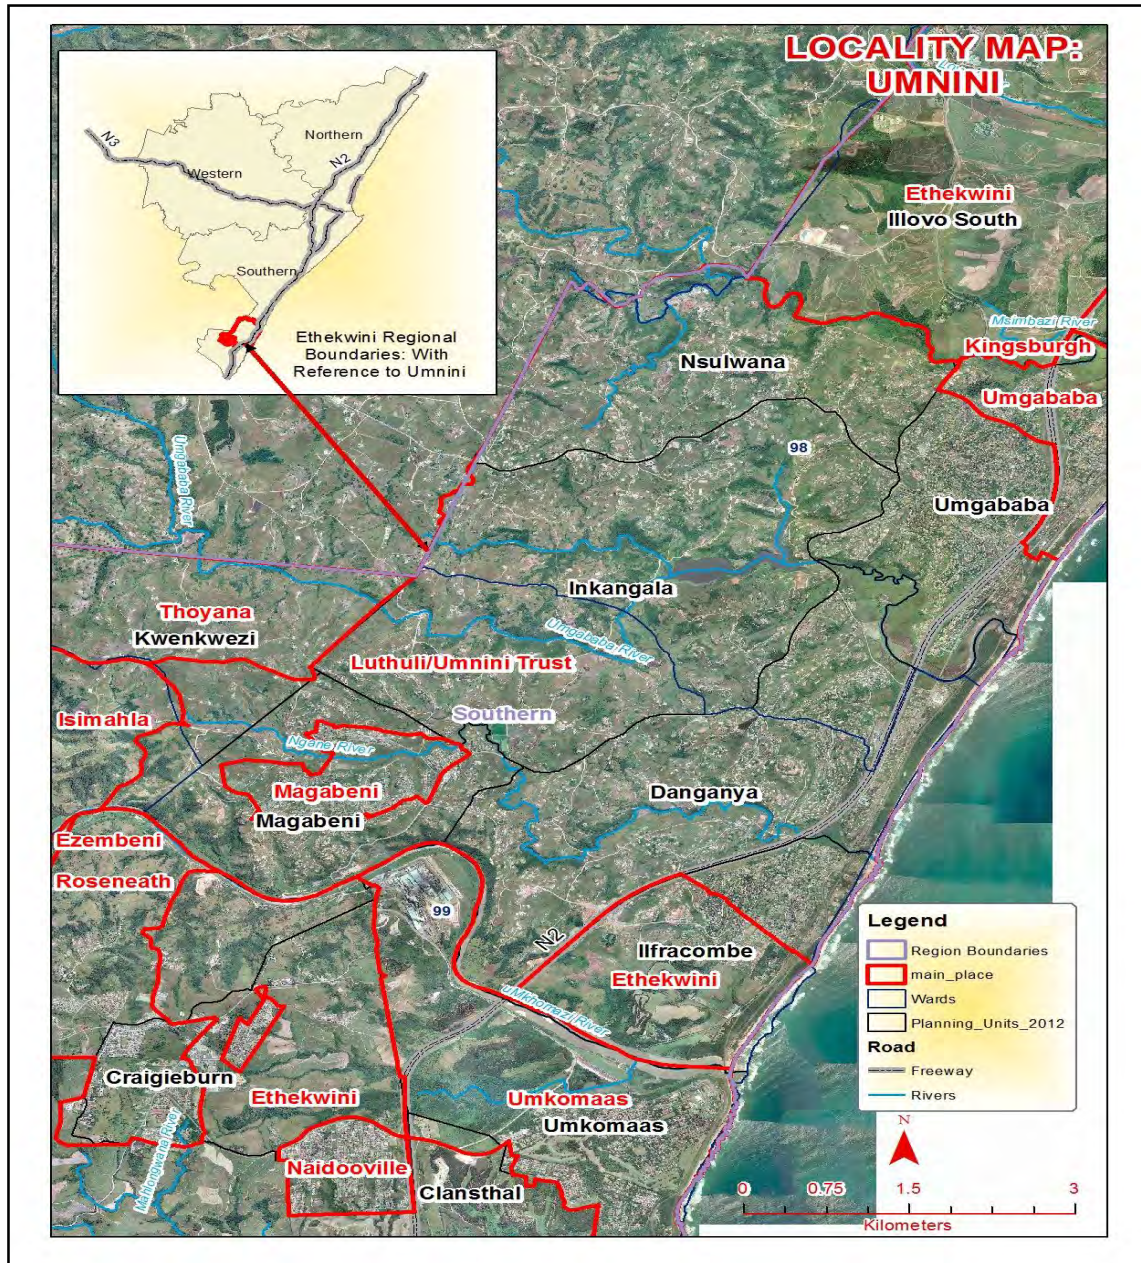 LOCALITY MAP:
UMNINI
N3
Northern
N2
Western
Southern
Ethekwini Regional
Boundaries: With
Reference to Umnini
Ethekwini
Illovo South
Msimbazi River
Kingsburgh
Nsulwana
Umgababa
98
Umgababa River
Umgababa
Inkangala
Thoyana
Kwenkwezi
Umgababa River
Luthuli/Umnini Trust
Isimahla
Southern
Ngane River
Magabeni
Magabeni
Danganya
Ezembeni
Roseneath
99
N2
Ilfracombe
Ethekwini
uMkhomazi River
Craigieburn
Ethekwini
Umkomaas
Umkomaas
Mahlongwana River
Naidooville
Clansthal
Legend
Region Boundaries
main_place
Wards
Planning_Units_2012
Road
Freeway
Rivers
N
0 0.75 1.5 3
Kilometers